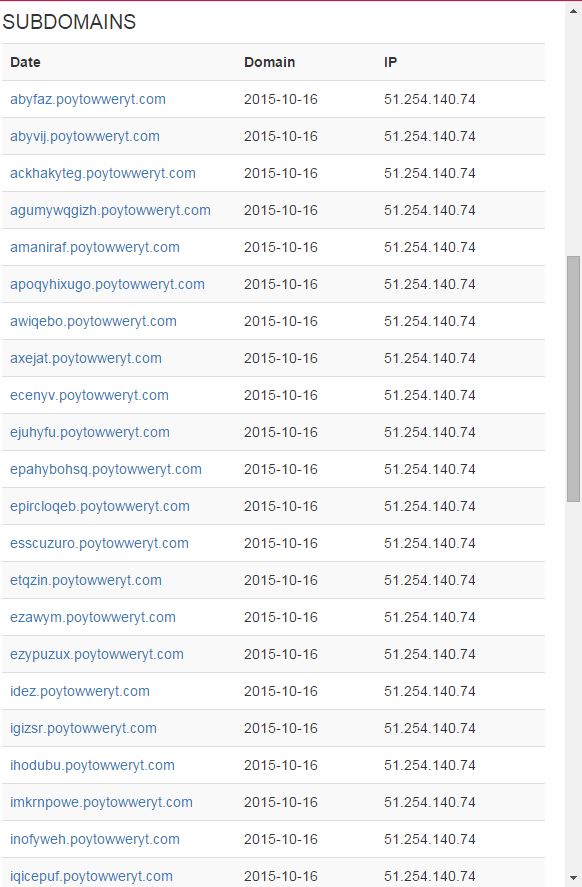 SUBDOMAINS
Date Domain IP
abyfaz.poytowweryt.com 2015-10-16 51.254.140.74
abyvij.poytowweryt.com 2015-10-16 51.254.140.74
ackhakyteg.poytowweryt.com 2015-10-16 51.254.140.74
agumywqgizh.poytowweryt.com 2015-10-16 51.254.140.74
amaniraf.poytowweryt.com 2015-10-16 51.254.140.74
apoqyhixugo.poytowweryt.com 2015-10-16 51.254.140.74
awiqebo.poytowweryt.com 2015-10-16 51.254.140.74
axejat.poytowweryt.com 2015-10-16 51.254.140.74
ecenyv.poytowweryt.com 2015-10-16 51.254.140.74
ejuhyfu.poytowweryt.com 2015-10-16 51.254.140.74
epahybohsq.poytowweryt.com 2015-10-16 51.254.140.74
epircloqeb.poytowweryt.com 2015-10-16 51.254.140.74
esscuzuro.poytowweryt.com 2015-10-16 51.254.140.74
etqzin.poytowweryt.com 2015-10-16 51.254.140.74
ezawym.poytowweryt.com 2015-10-16 51.254.140.74
ezypuzux.poytowweryt.com 2015-10-16 51.254.140.74
idez.poytowweryt.com 2015-10-16 51.254.140.74
igizsr.poytowweryt.com 2015-10-16 51.254.140.74
ihodubu.poytowweryt.com 2015-10-16 51.254.140.74
imkrnpowe.poytowweryt.com 2015-10-16 51.254.140.74
inofyweh.poytowweryt.com 2015-10-16 51.254.140.74
iqicepuf.poytowweryt.com 2015-10-16 51.254.140.74